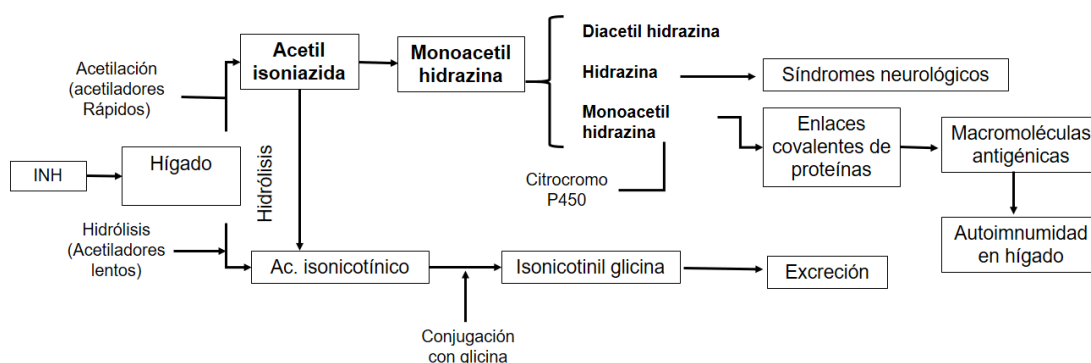 Acetilación
(acetiladores
Rápidos)
Acetil
isoniazida
Monoacetil
hidrazina
Diacetil hidrazina
Hidrazina
Monoacetil
hidrazina
Síndromes neurológicos
Enlaces
covalentes de
proteínas
Macromoléculas
antigénicas
INH
Hígado
Hidrólisis
Citrocromo
P450
Hidrólisis
(Acetiladores
lentos)
Ac. isonicotínico
Isonicotinil glicina
Excreción
Autoimnumidad
en hígado
Conjugación
con glicina